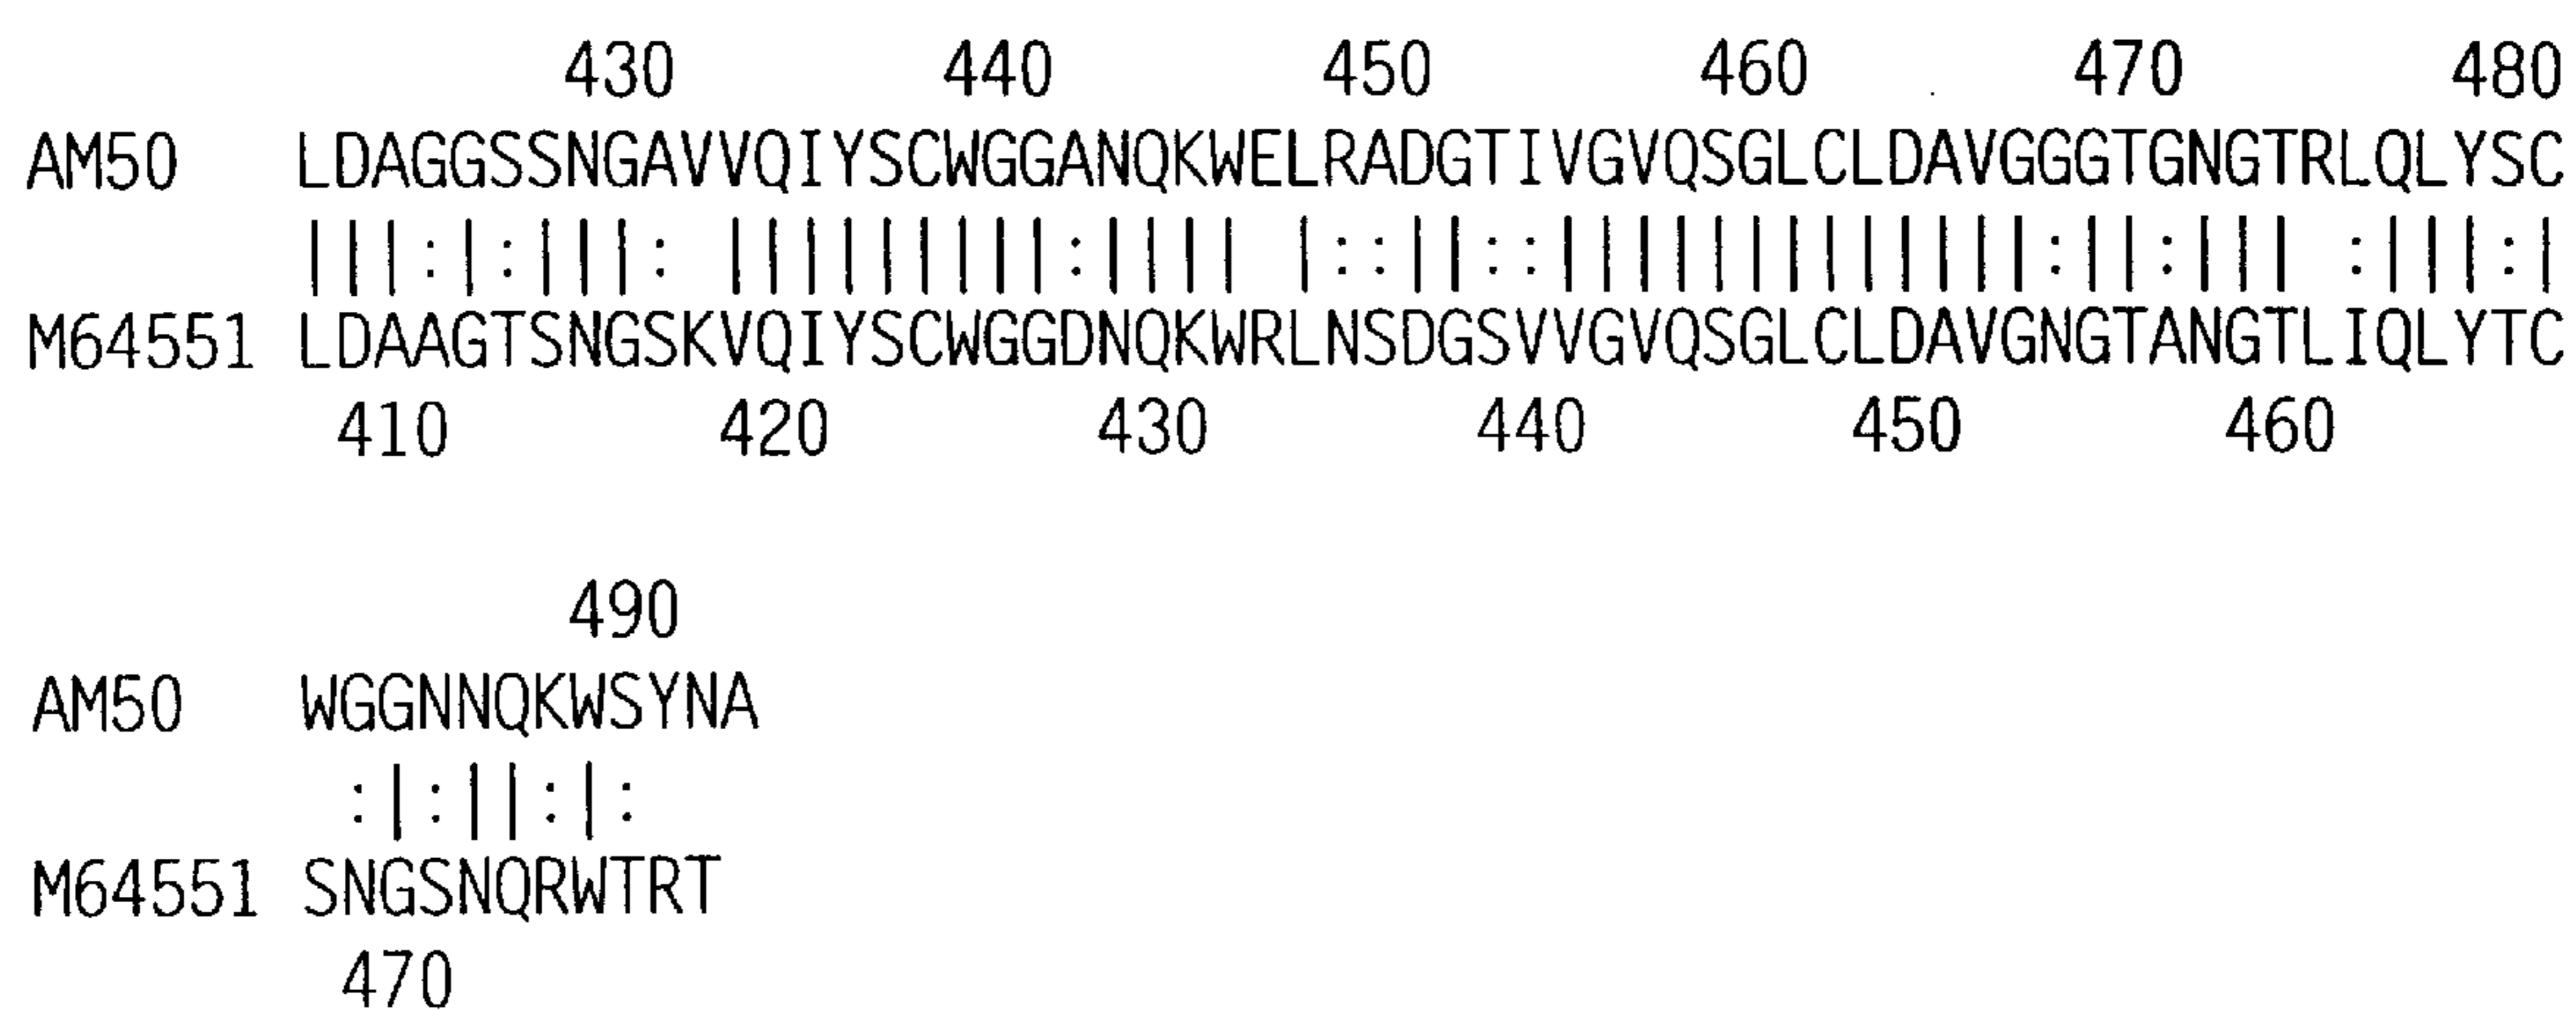 430 440 450 460 470 480
AM50 LDAGGSSNGAVVQIYSCWGGANQKWELRADGTIVGVQSGLCLDAVGGGTGNGTRLQLYSC
|||:|:|||: |||||||||:|||| |::||::|||||||||||||:||:||| :|||:|
M64551 LDAAGTSNGSKVQIYSCWGGDNQKWRLNSDGSVVGVQSGLCLDAVGNGTANGTLIQLYTC
410 420 430 440 450 460
490
AM50 WGGNNQKWSYNA
:|:||:|:
M64551 SNGSNQRWTRT
470